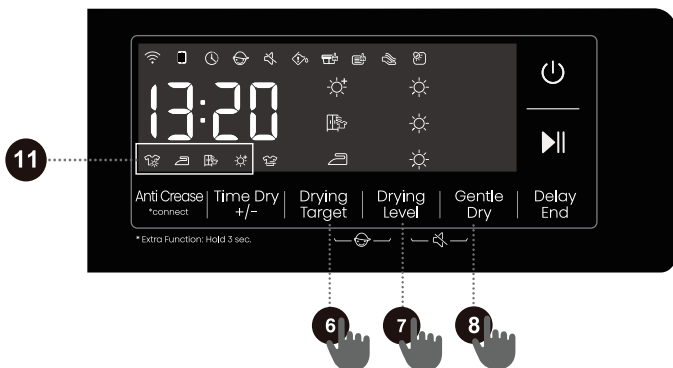 13:20
11
Anti Crease
*connect
Time Dry
+/-
Drying
Target
Drying
Level
Gentle
Dry
Delay
End
* Extra Function: Hold 3 sec.
6
7
8